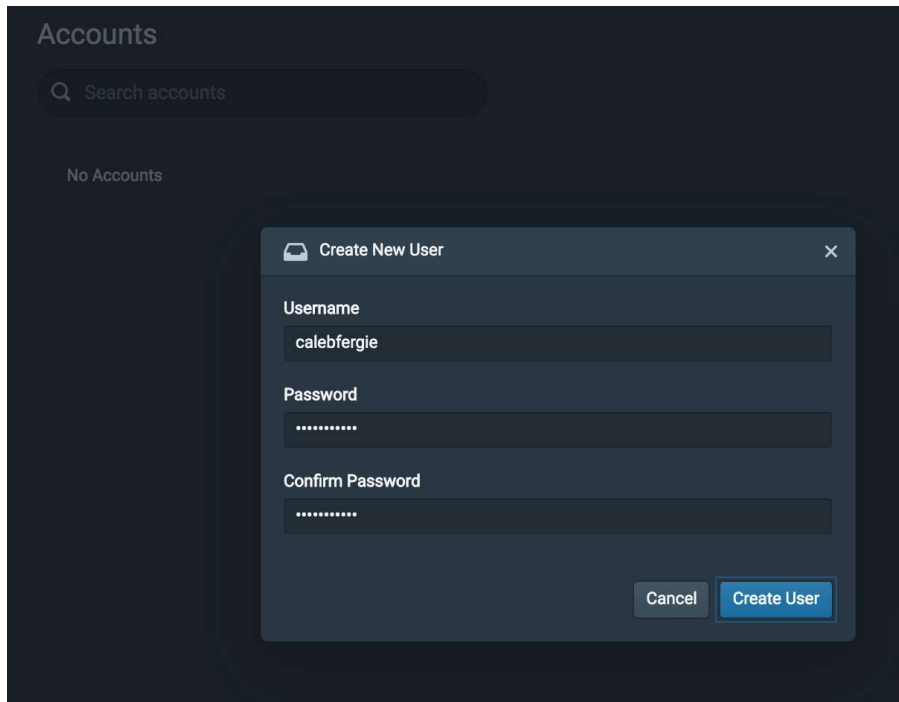 Accounts
Search accounts
No Accounts
Create New User
Username
calebfergie
Password
•••••••••••
Confirm Password
•••••••••••
Cancel Create User